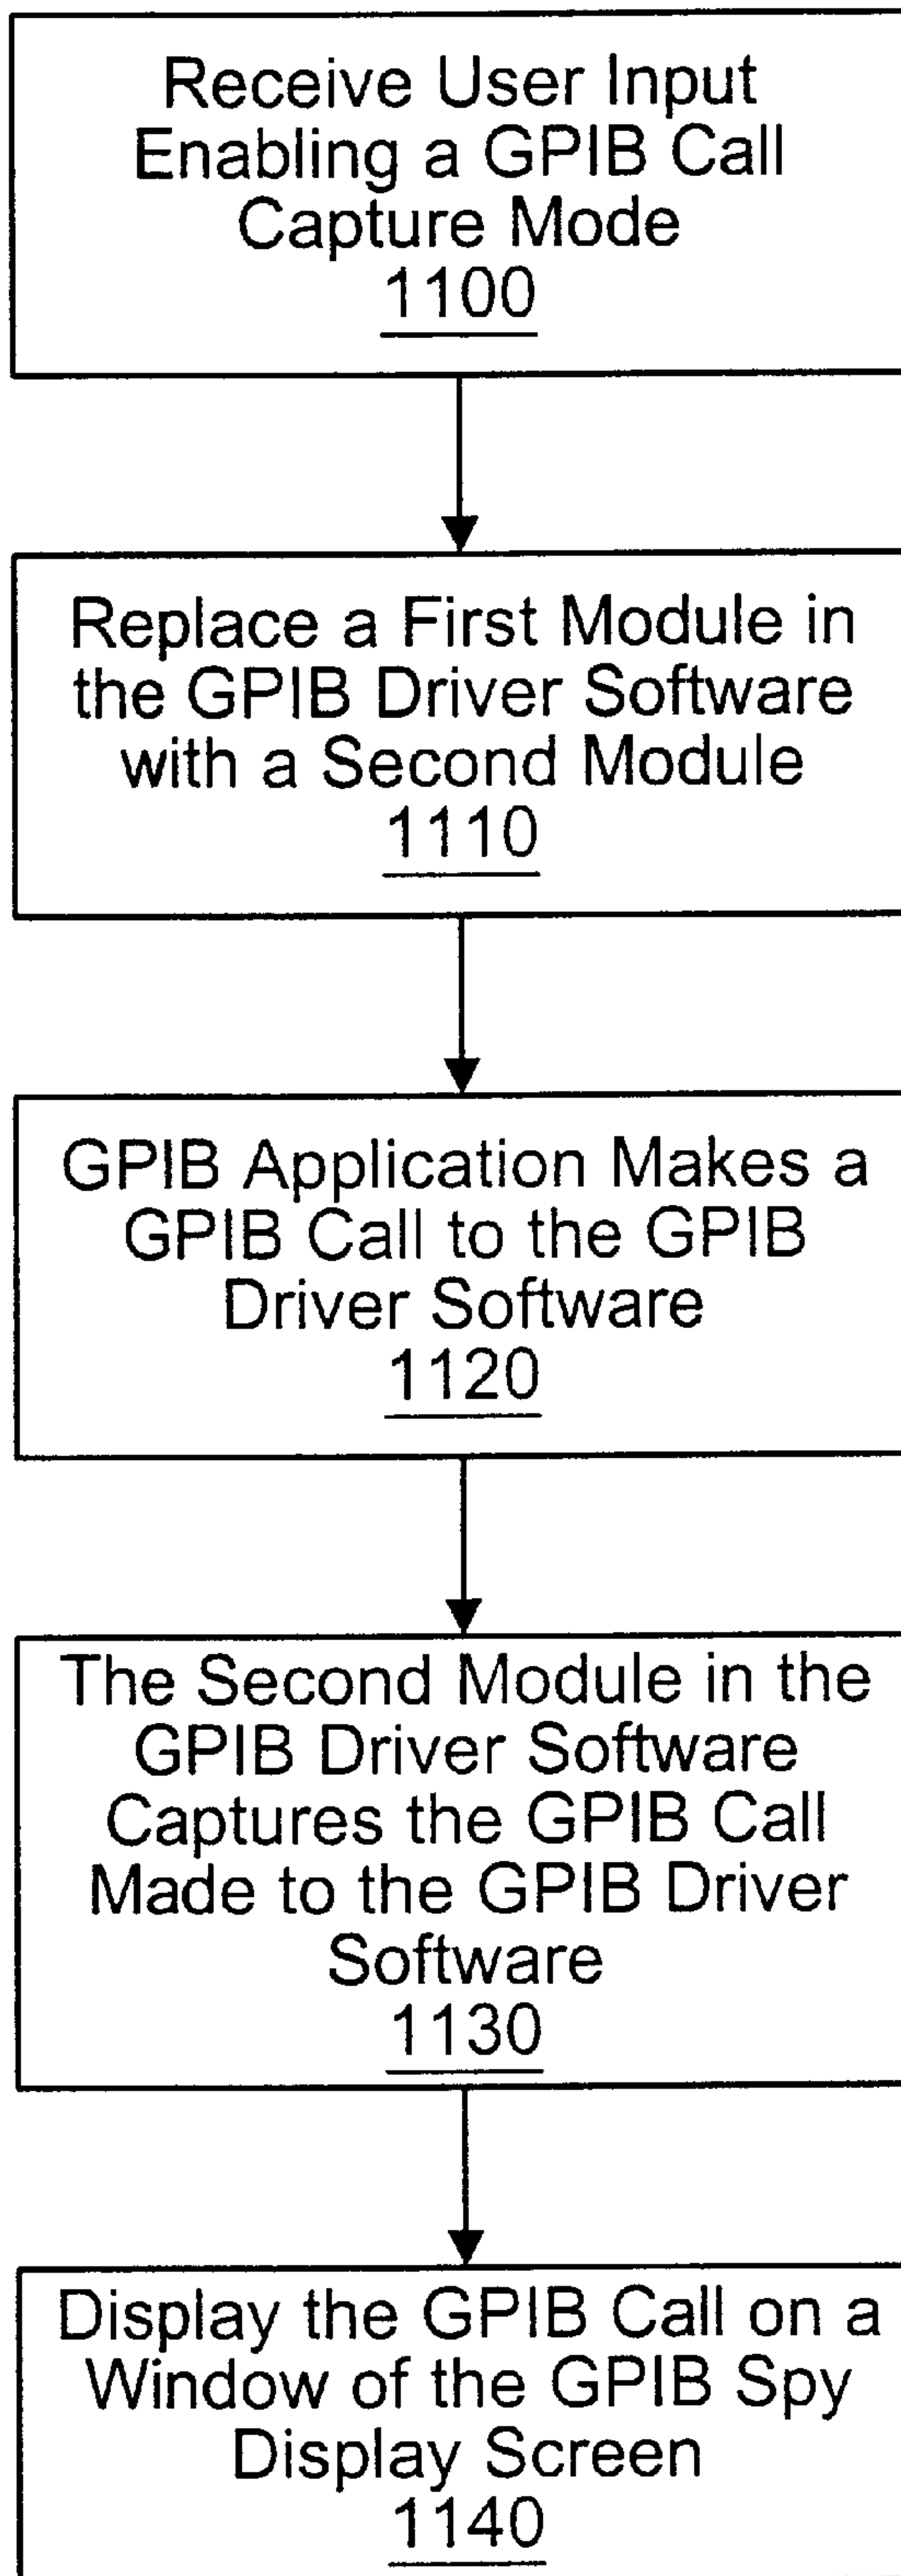 Receive User Input
Enabling a GPIB Call
Capture Mode
1100
Replace a First Module in
the GPIB Driver Software
with a Second Module
1110
GPIB Application Makes a
GPIB Call to the GPIB
Driver Software
1120
The Second Module in the
GPIB Driver Software
Captures the GPIB Call
Made to the GPIB Driver
Software
1130
Display the GPIB Call on a
Window of the GPIB Spy
Display Screen
1140